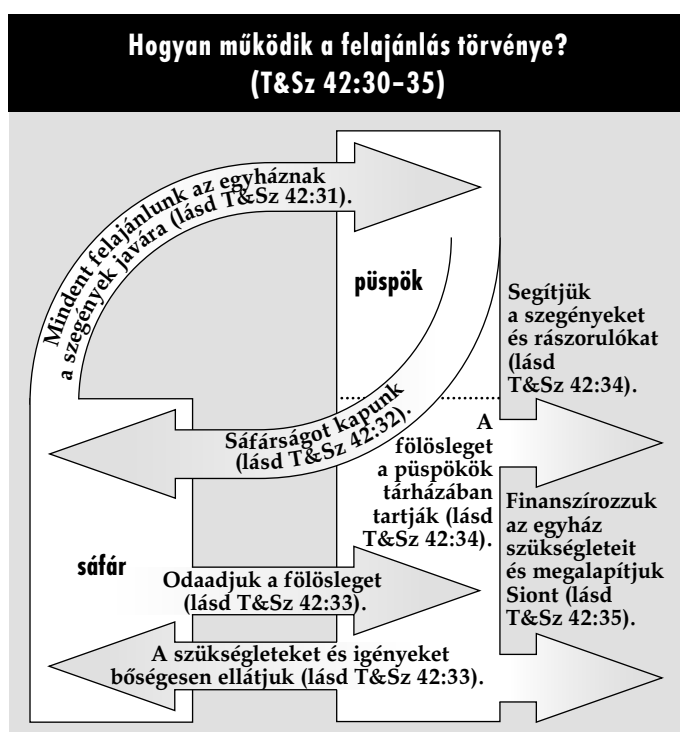 Hogyan működik a felajánlás törvénye?
(T&Sz 42:30–35)
Mindent felajánlunk az egyháznak
a szegények javára (lásd T&Sz 42:31).
püspök
Segítjük
a szegényeket
és rászorulókat
(lásd
T&Sz 42:34).
Sáfárságot kapunk
(lásd T&Sz 42:32).
A
fölösleget
a püspökök
tárházában
tartják (lásd
T&Sz 42:34).
Finanszírozzuk
az egyház
szükségleteit
és megalapítjuk
Siont (lásd
T&Sz 42:35).
sáfár
Odaadjuk a fölösleget
(lásd T&Sz 42:33).
A szükségleteket és igényeket
bőségesen ellátjuk (lásd T&Sz 42:33).